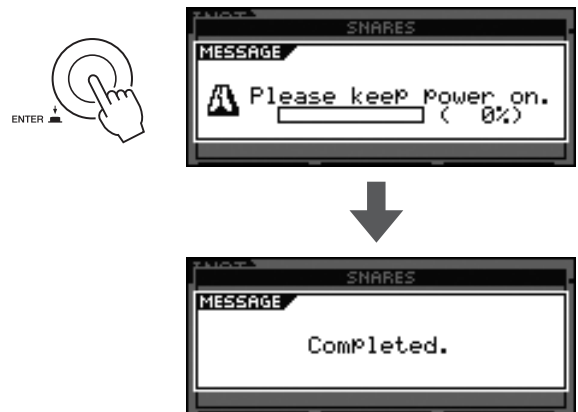 SNARES
MESSAGE
Please keep power on.
( 0%)
ENTER
SNARES
MESSAGE
Completed.